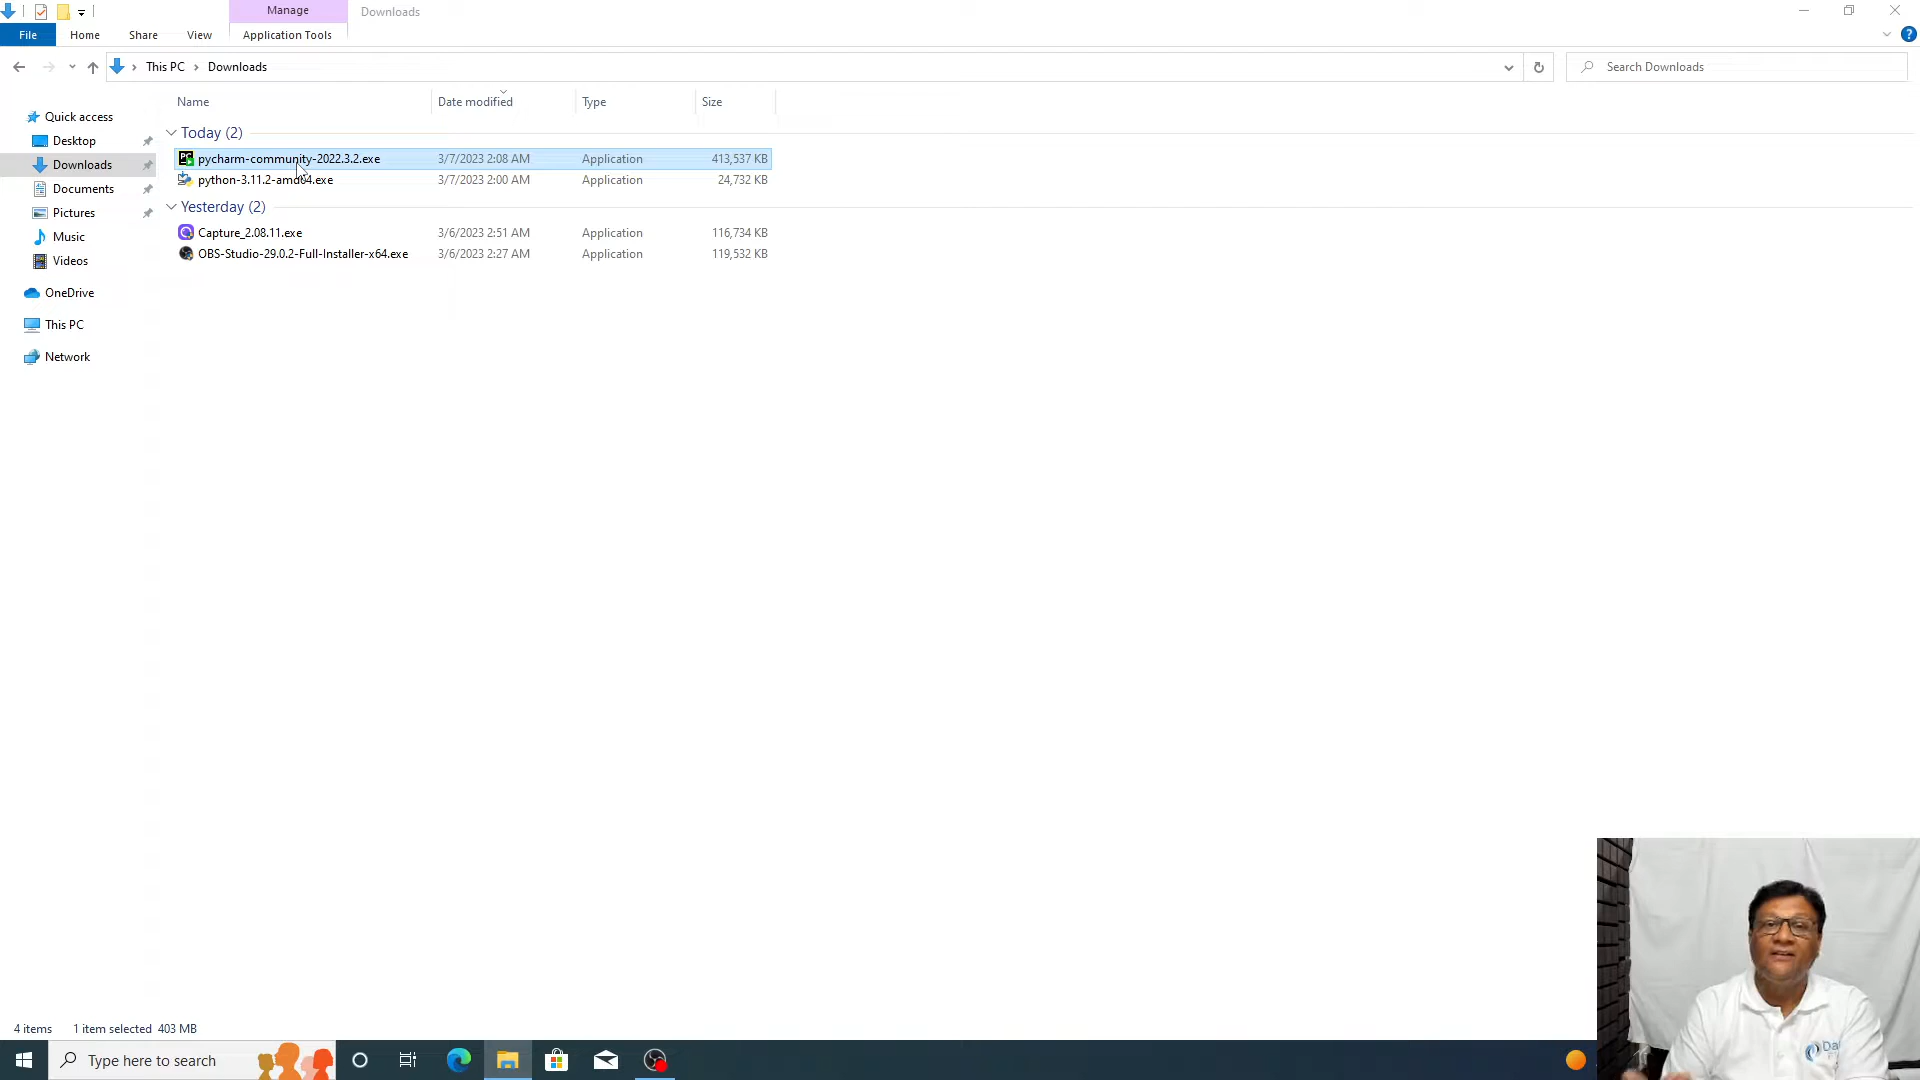 Manage
Downloads
File
Home
Share
View
Application Tools
This PC
Downloads
Search Downloads
Name
Date modified
Type
Size
Quick access
Desktop
Downloads
Documents
Pictures
Music
Videos
OneDrive
This PC
Network
Today (2)
pycharm-community-2022.3.2.exe 3/7/2023 2:08 AM Application 413,537 KB
python-3.11.2-amd64.exe 3/7/2023 2:00 AM Application 24,732 KB
Yesterday (2)
Capture_2.08.11.exe 3/6/2023 2:51 AM Application 116,734 KB
OBS-Studio-29.0.2-Full-Installer-x64.exe 3/6/2023 2:27 AM Application 119,532 KB
4 items 1 item selected 403 MB
Type here to search